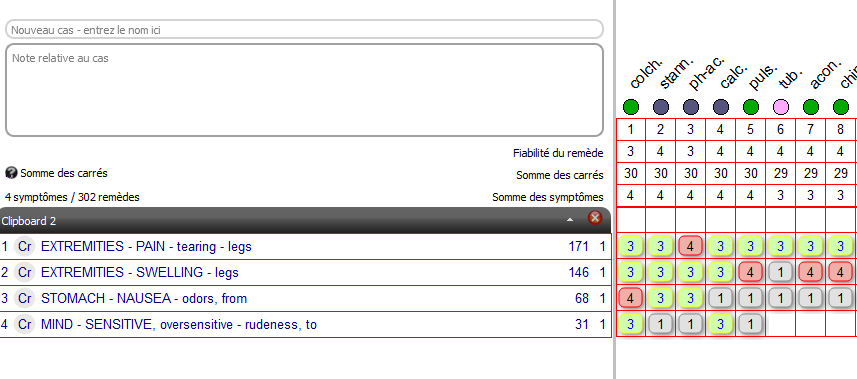 Nouveau cas - entrez le nom ici
Note relative au cas
colch. stann. ph-ac. calc. puls. tub. acon. chin
1 2 3 4 5 6 7 8
Fiabilité du remède 3 4 3 4 4 4 4 4
Somme des carrés Somme des carrés 30 30 30 30 30 29 29 29
4 symptômes / 302 remèdes Somme des symptômes 4 4 4 4 4 3 3 3
Clipboard 2
1 Cr EXTREMITIES - PAIN - tearing - legs 171 1 3 3 4 3 3 3 3 3
2 Cr EXTREMITIES - SWELLING - legs 146 1 3 3 3 3 4 1 4 4
3 Cr STOMACH - NAUSEA - odors, from 68 1 4 3 3 1 1 1 1 1
4 Cr MIND - SENSITIVE, oversensitive - rudeness, to 31 1 3 1 1 3 1